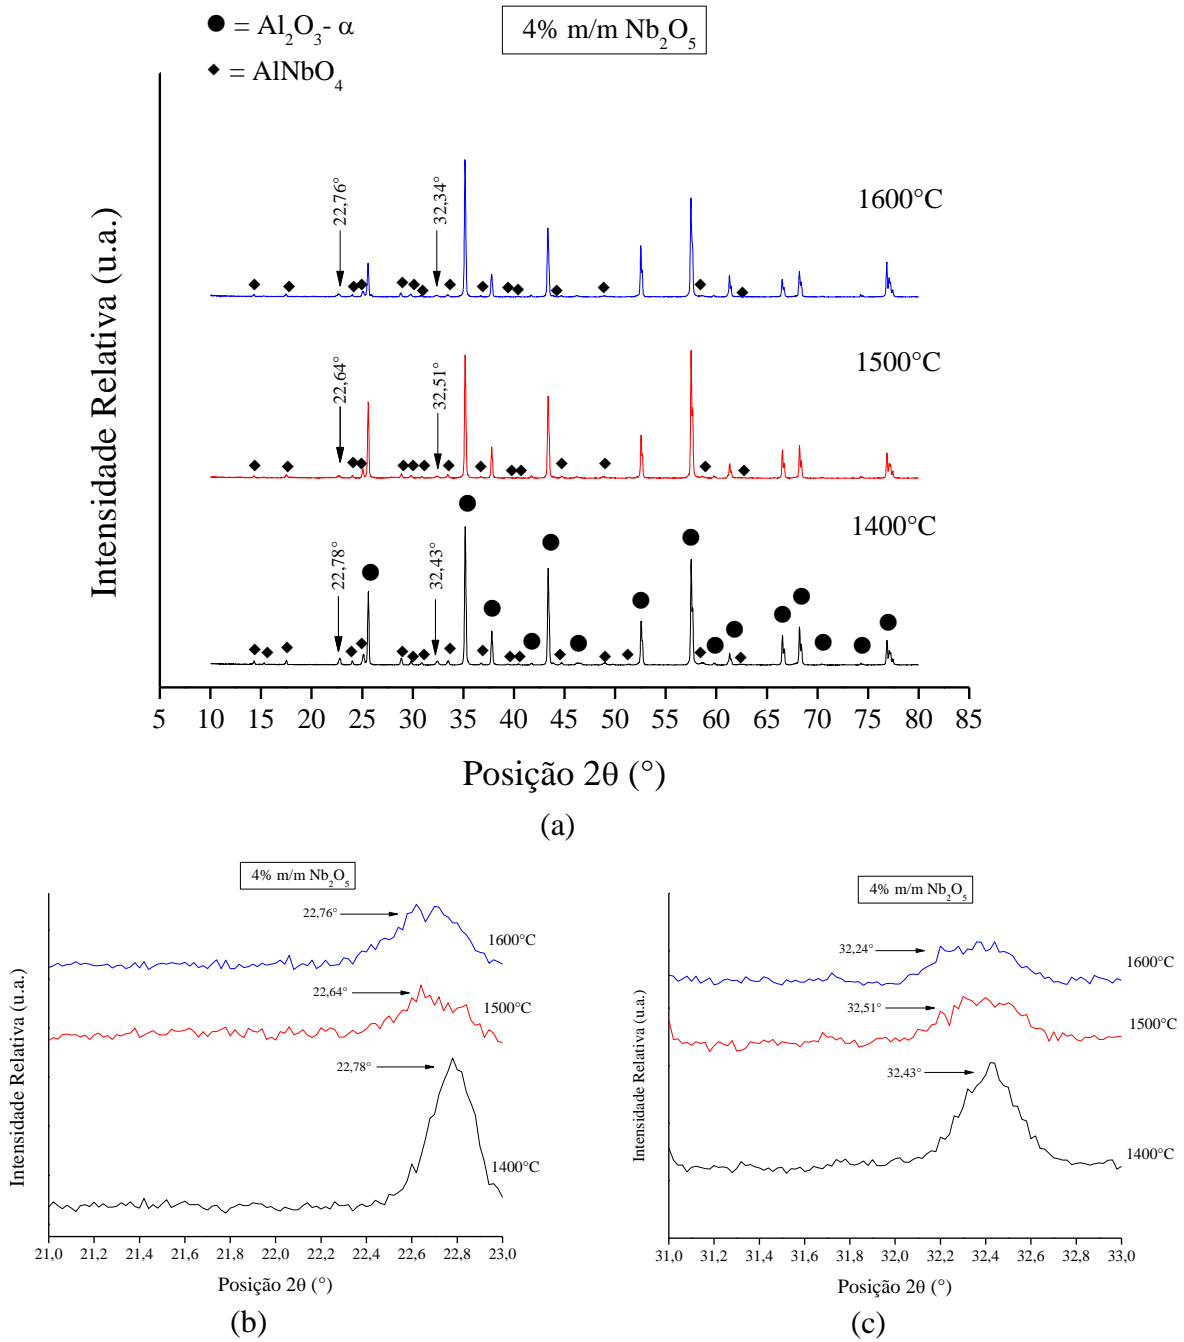 ● = Al₂O₃- α
◆ = AlNbO₄
4% m/m Nb₂O₅
Intensidade Relativa (u.a.)
22,76°
32,34°
1600°C
22,64°
32,51°
1500°C
22,78°
32,43°
1400°C
5 10 15 20 25 30 35 40 45 50 55 60 65 70 75 80 85
Posição 2θ (°)
(a)
4% m/m Nb₂O₅
Intensidade Relativa (u.a.)
22,76°
1600°C
22,64°
1500°C
22,78°
1400°C
21,0 21,2 21,4 21,6 21,8 22,0 22,2 22,4 22,6 22,8 23,0
Posição 2θ (°)
(b)
4% m/m Nb₂O₅
Intensidade Relativa (u.a.)
32,24°
1600°C
32,51°
1500°C
32,43°
1400°C
31,0 31,2 31,4 31,6 31,8 32,0 32,2 32,4 32,6 32,8 33,0
Posição 2θ (°)
(c)